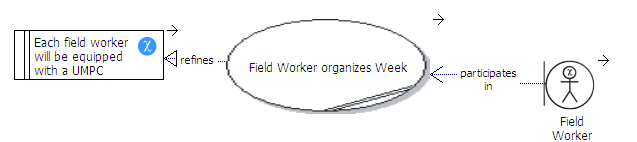 Each field worker
will be equipped
with a UMPC
χ
refines
Field Worker organizes Week
participates
in
χ
Field
Worker